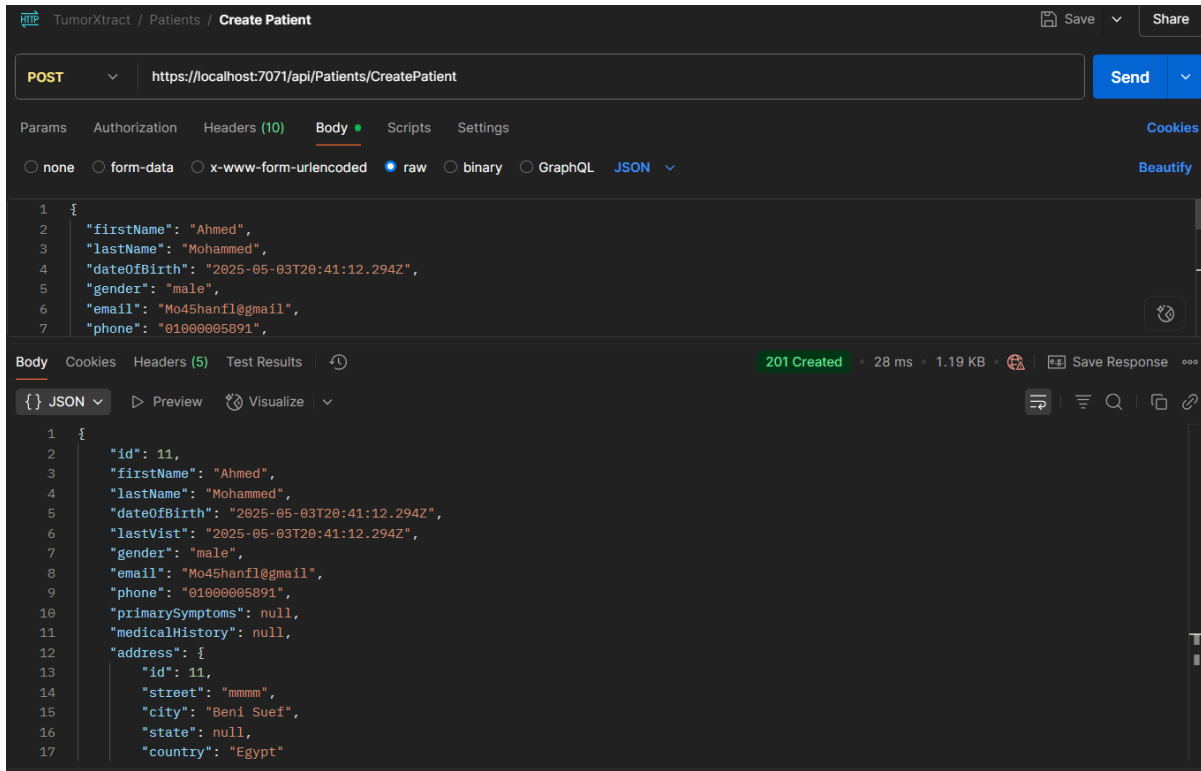 HTTP TumorXtract / Patients / Create Patient Save Share
POST https://localhost:7071/api/Patients/CreatePatient Send
Params Authorization Headers (10) Body Scripts Settings Cookies
none form-data x-www-form-urlencoded raw binary GraphQL JSON Beautify
1 {
2 "firstName": "Ahmed",
3 "lastName": "Mohammed",
4 "dateOfBirth": "2025-05-03T20:41:12.294Z",
5 "gender": "male",
6 "email": "Mo45hanfl@gmail",
7 "phone": "01000005891",
Body Cookies Headers (5) Test Results 201 Created 28 ms 1.19 KB e.g. Save Response
{} JSON Preview Visualize
1 {
2 "id": 11,
3 "firstName": "Ahmed",
4 "lastName": "Mohammed",
5 "dateOfBirth": "2025-05-03T20:41:12.294Z",
6 "lastVist": "2025-05-03T20:41:12.294Z",
7 "gender": "male",
8 "email": "Mo45hanfl@gmail",
9 "phone": "01000005891",
10 "primarySymptoms": null,
11 "medicalHistory": null,
12 "address": {
13 "id": 11,
14 "street": "mmmm",
15 "city": "Beni Suef",
16 "state": null,
17 "country": "Egypt"